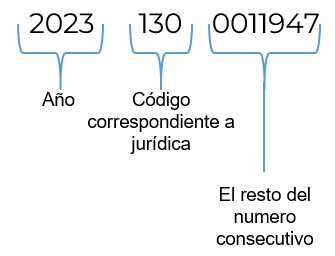 2023 130 0011947
Año
Código
correspondiente a
jurídica
El resto del
numero
consecutivo